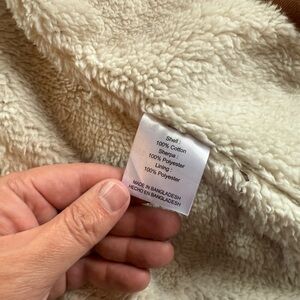 Shell :
100% Cotton
Sherpa :
100% Polyester
Lining :
100% Polyester
MADE IN BANGLADESH
HECHO EN BANGLADESH